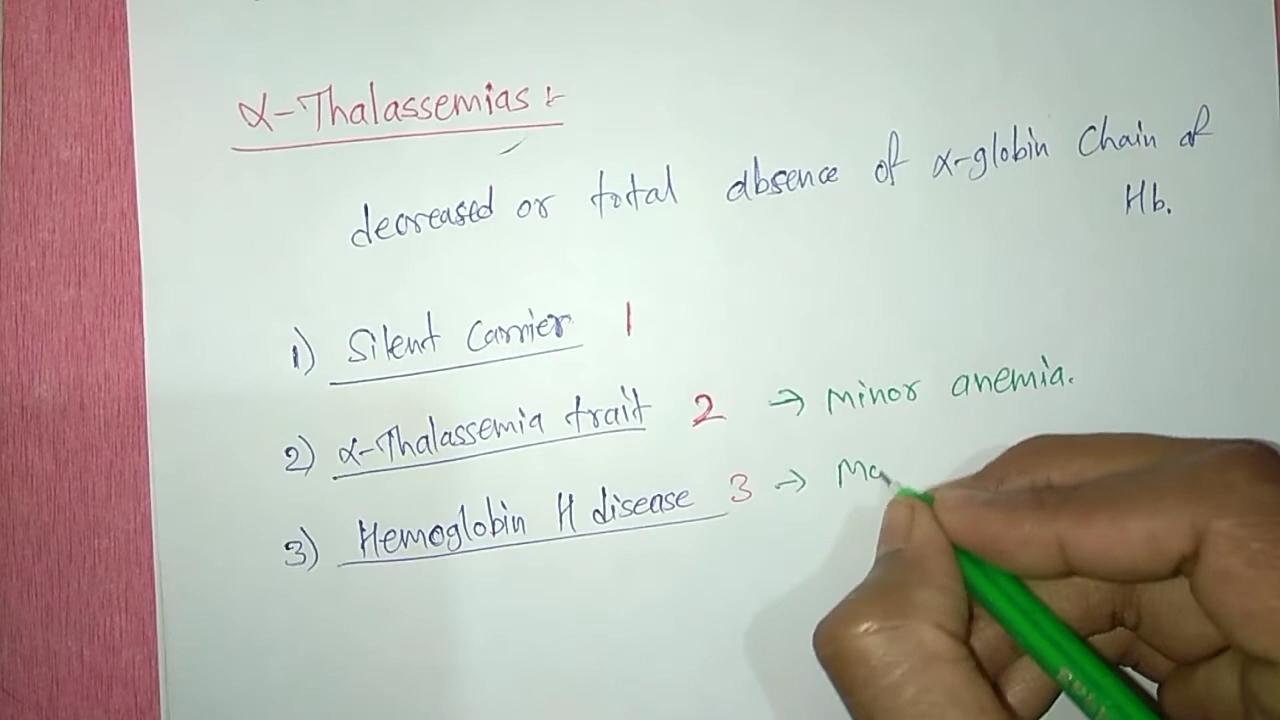 α-Thalassemias :-
decreased or total absence of α-globin Chain of
Hb.
1) Silent Carrier 1
2) α-Thalassemia trait 2 → minor anemia.
3) Hemoglobin H disease 3 → Ma